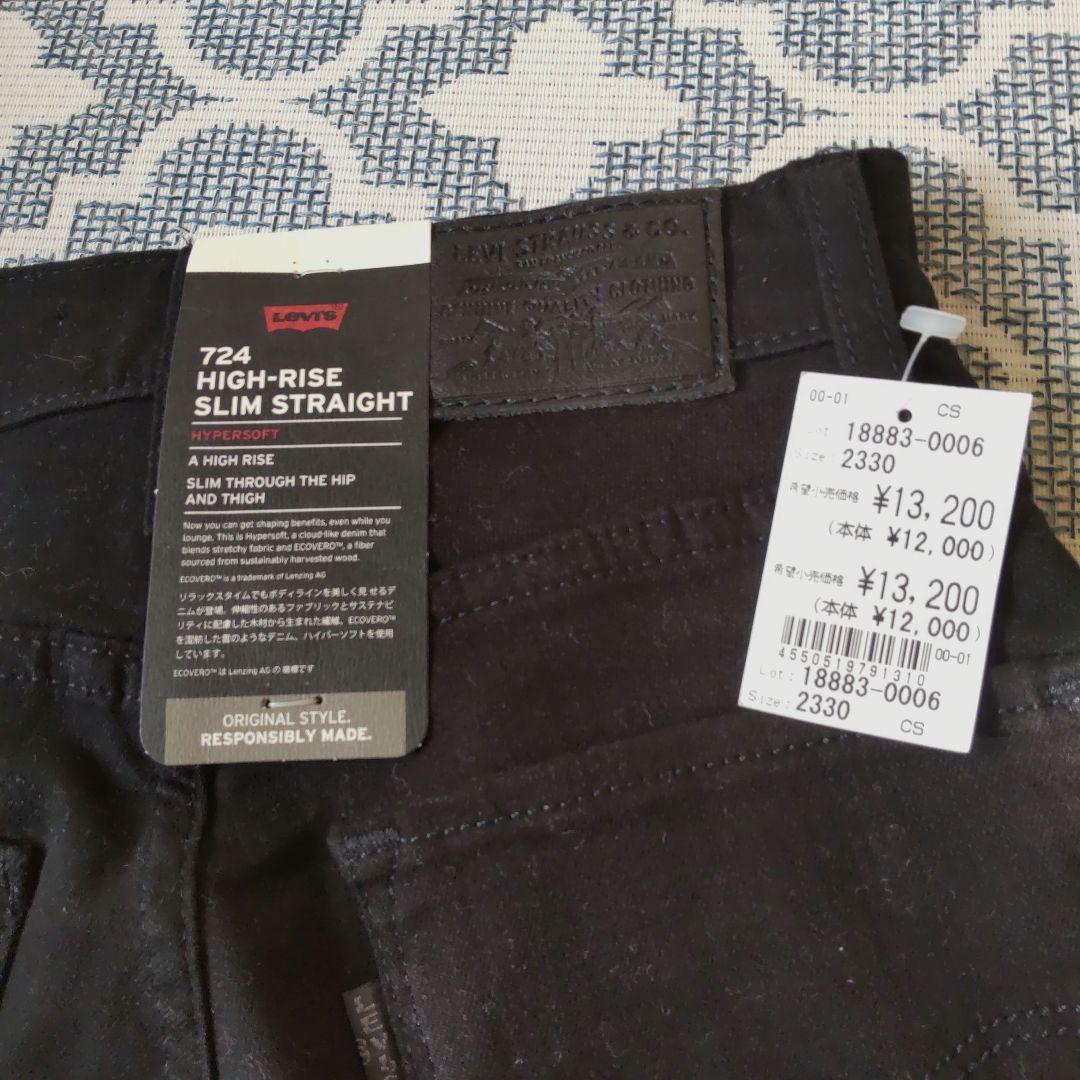 Levi's
724
HIGH-RISE
SLIM STRAIGHT
HYPERSOFT
A HIGH RISE
SLIM THROUGH THE HIP
AND THIGH
Now you can get shaping benefits, even while you
lounge. This is Hypersoft, a cloud-like denim that
blends stretchy fabric and ECOVERO™, a fiber
sourced from sustainably harvested wood.
ECOVERO™ is a trademark of Lenzing AG
リラックスタイムでもボディラインを美しく見せるデ
ニムが登場。伸縮性のあるファブリックとサステナビ
リティに配慮した木材から生まれた繊維、ECOVERO™
を混紡した雲のようなデニム、ハイパーソフトを使用
しています。
ECOVERO™ は Lenzing AG の商標です
ORIGINAL STYLE.
RESPONSIBLY MADE.
LEVI STRAUSS & CO.
QUALITY CLOTHING
00-01
CS
Lot: 18883-0006
Size: 2330
希望小売価格 ¥13,200
(本体 ¥12,000)
希望小売価格 ¥13,200
(本体 ¥12,000)
4550519791310
00-01
Lot: 18883-0006
Size: 2330
CS